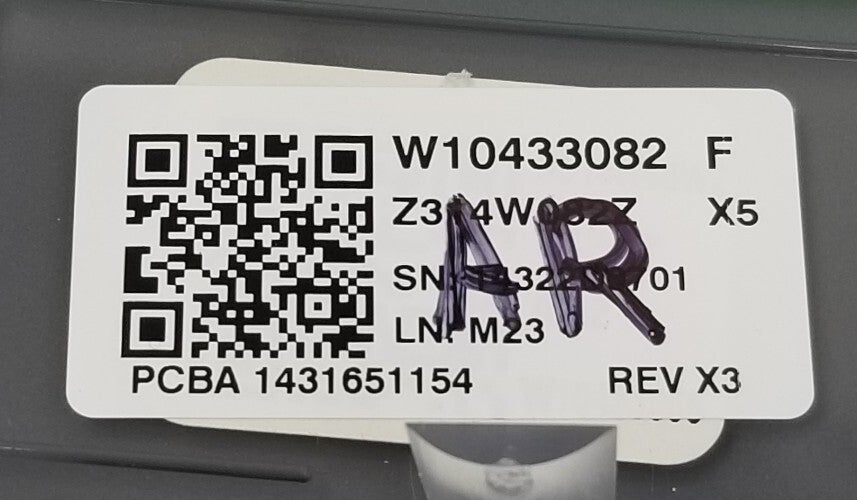 W10433082 F
X5
AR
LN: M23
PCBA 1431651154
REV X3